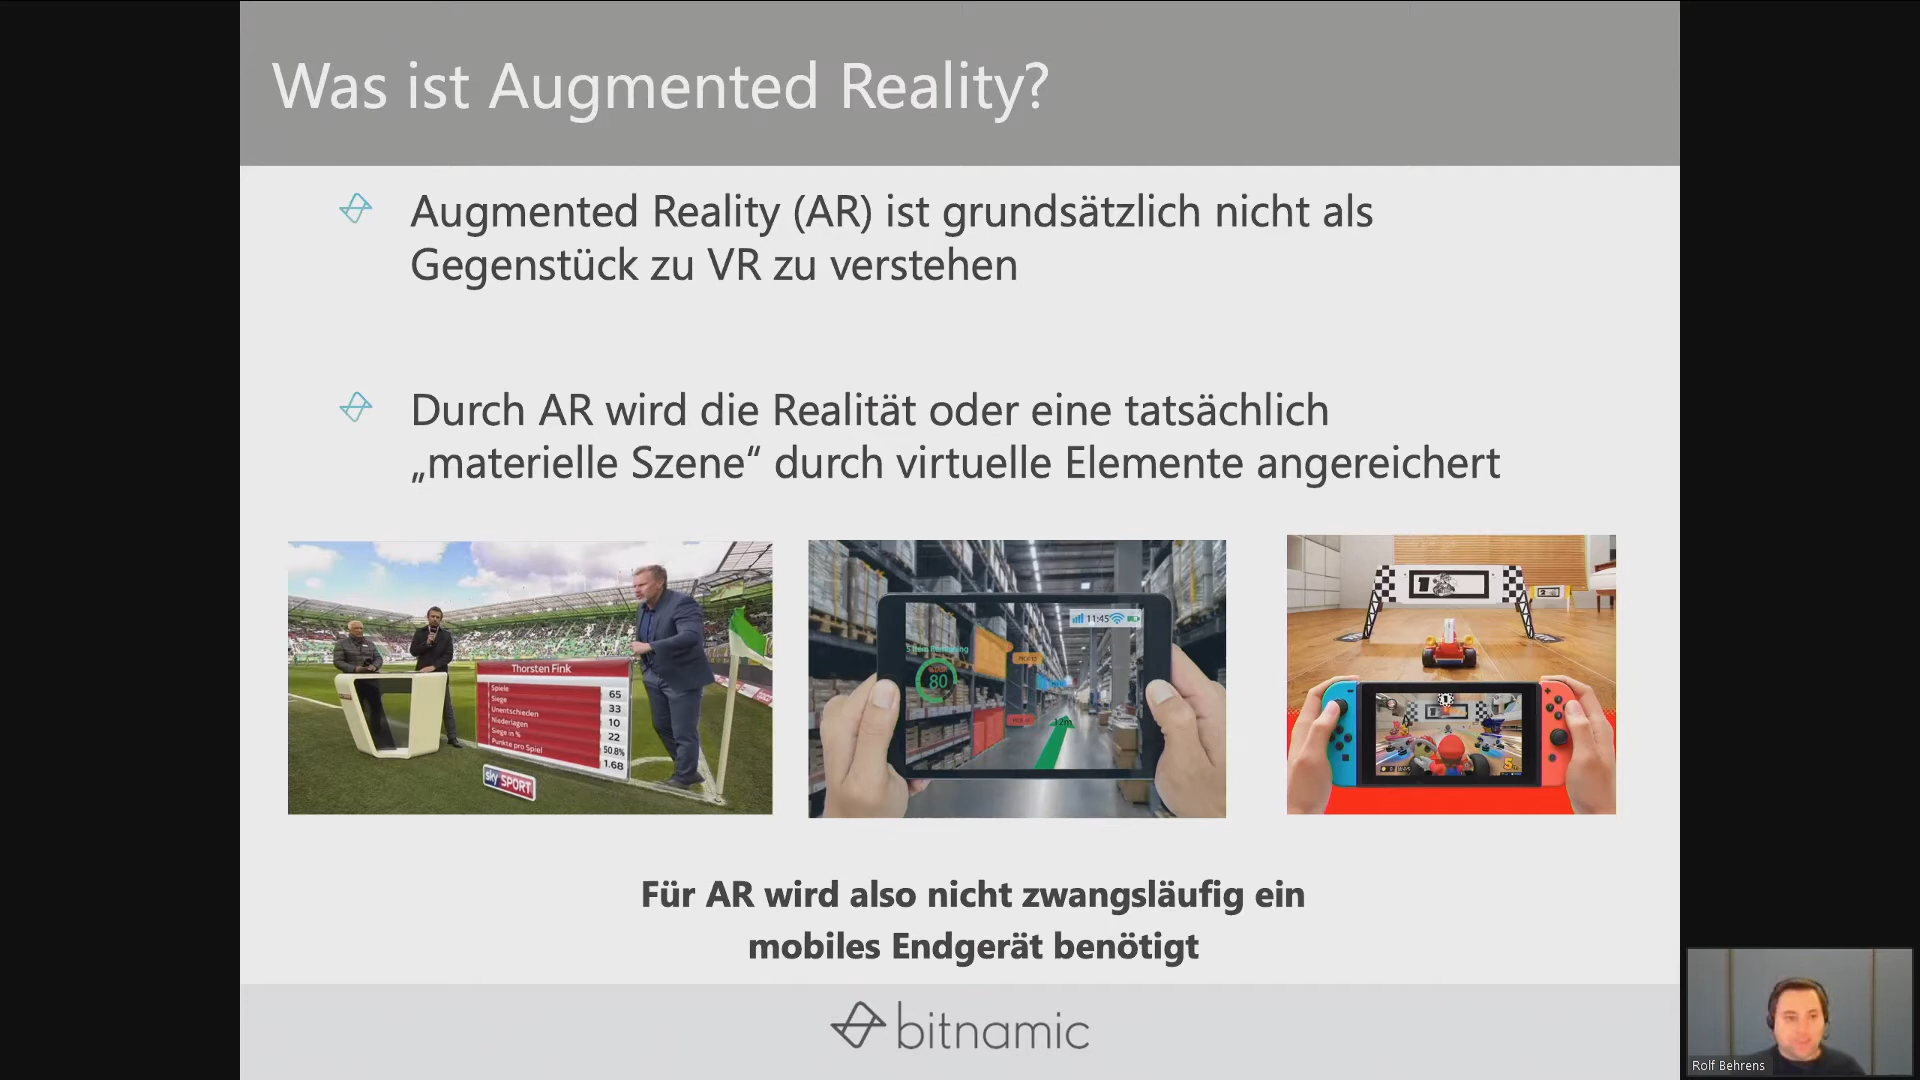 Was ist Augmented Reality?
Augmented Reality (AR) ist grundsätzlich nicht als
Gegenstück zu VR zu verstehen
Durch AR wird die Realität oder eine tatsächlich
„materielle Szene“ durch virtuelle Elemente angereichert
Thorsten Fink
Spiele 65
Siege 33
Unentschieden 10
Niederlagen 22
Siege in % 50.8%
Punkte pro Spiel 1.68
sky SPORT
11:45
80
12m
1
5
Für AR wird also nicht zwangsläufig ein
mobiles Endgerät benötigt
bitnamic
Rolf Behrens